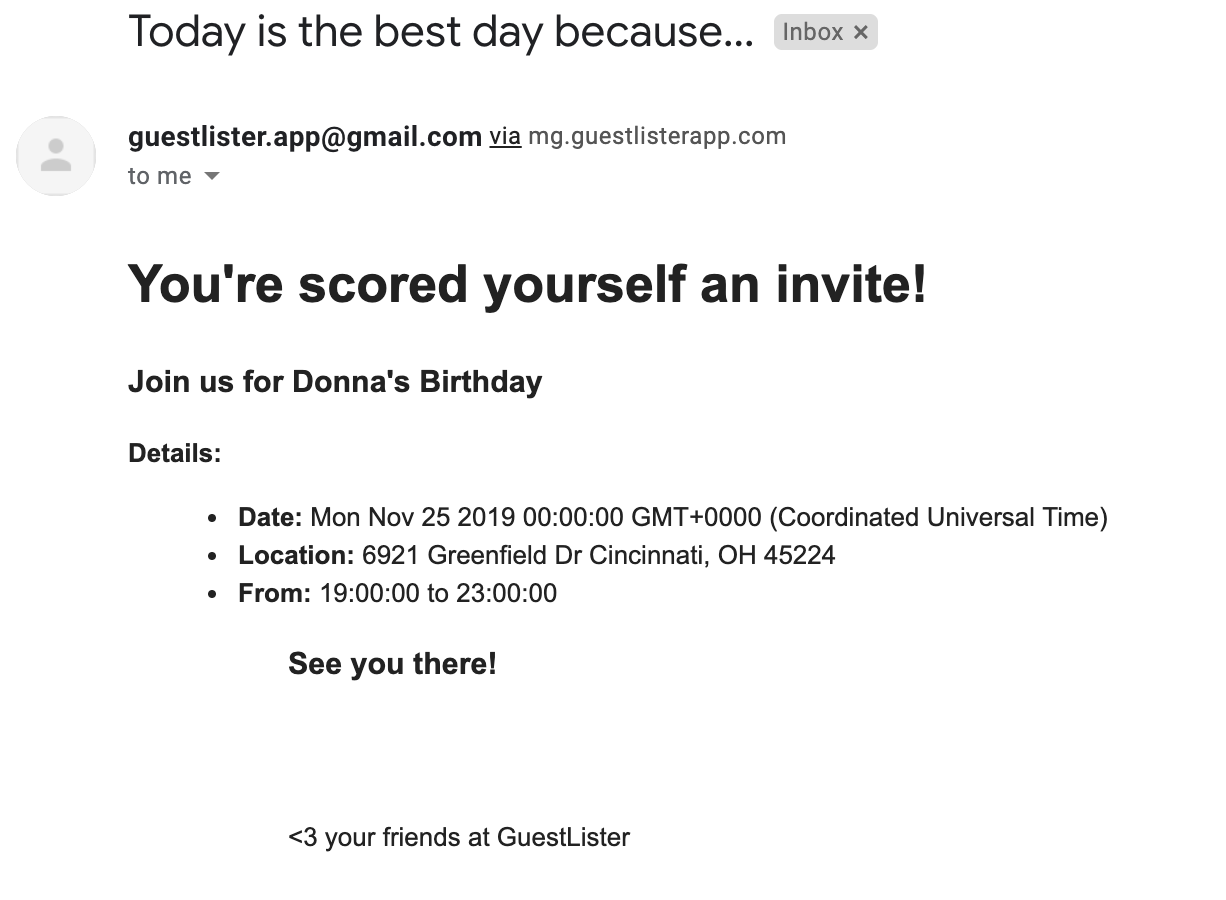 Today is the best day because...
Inbox ×
guestlister.app@gmail.com via mg.guestlisterapp.com
to me
You're scored yourself an invite!
Join us for Donna's Birthday
Details:
• Date: Mon Nov 25 2019 00:00:00 GMT+0000 (Coordinated Universal Time)
• Location: 6921 Greenfield Dr Cincinnati, OH 45224
• From: 19:00:00 to 23:00:00
See you there!
<3 your friends at GuestLister